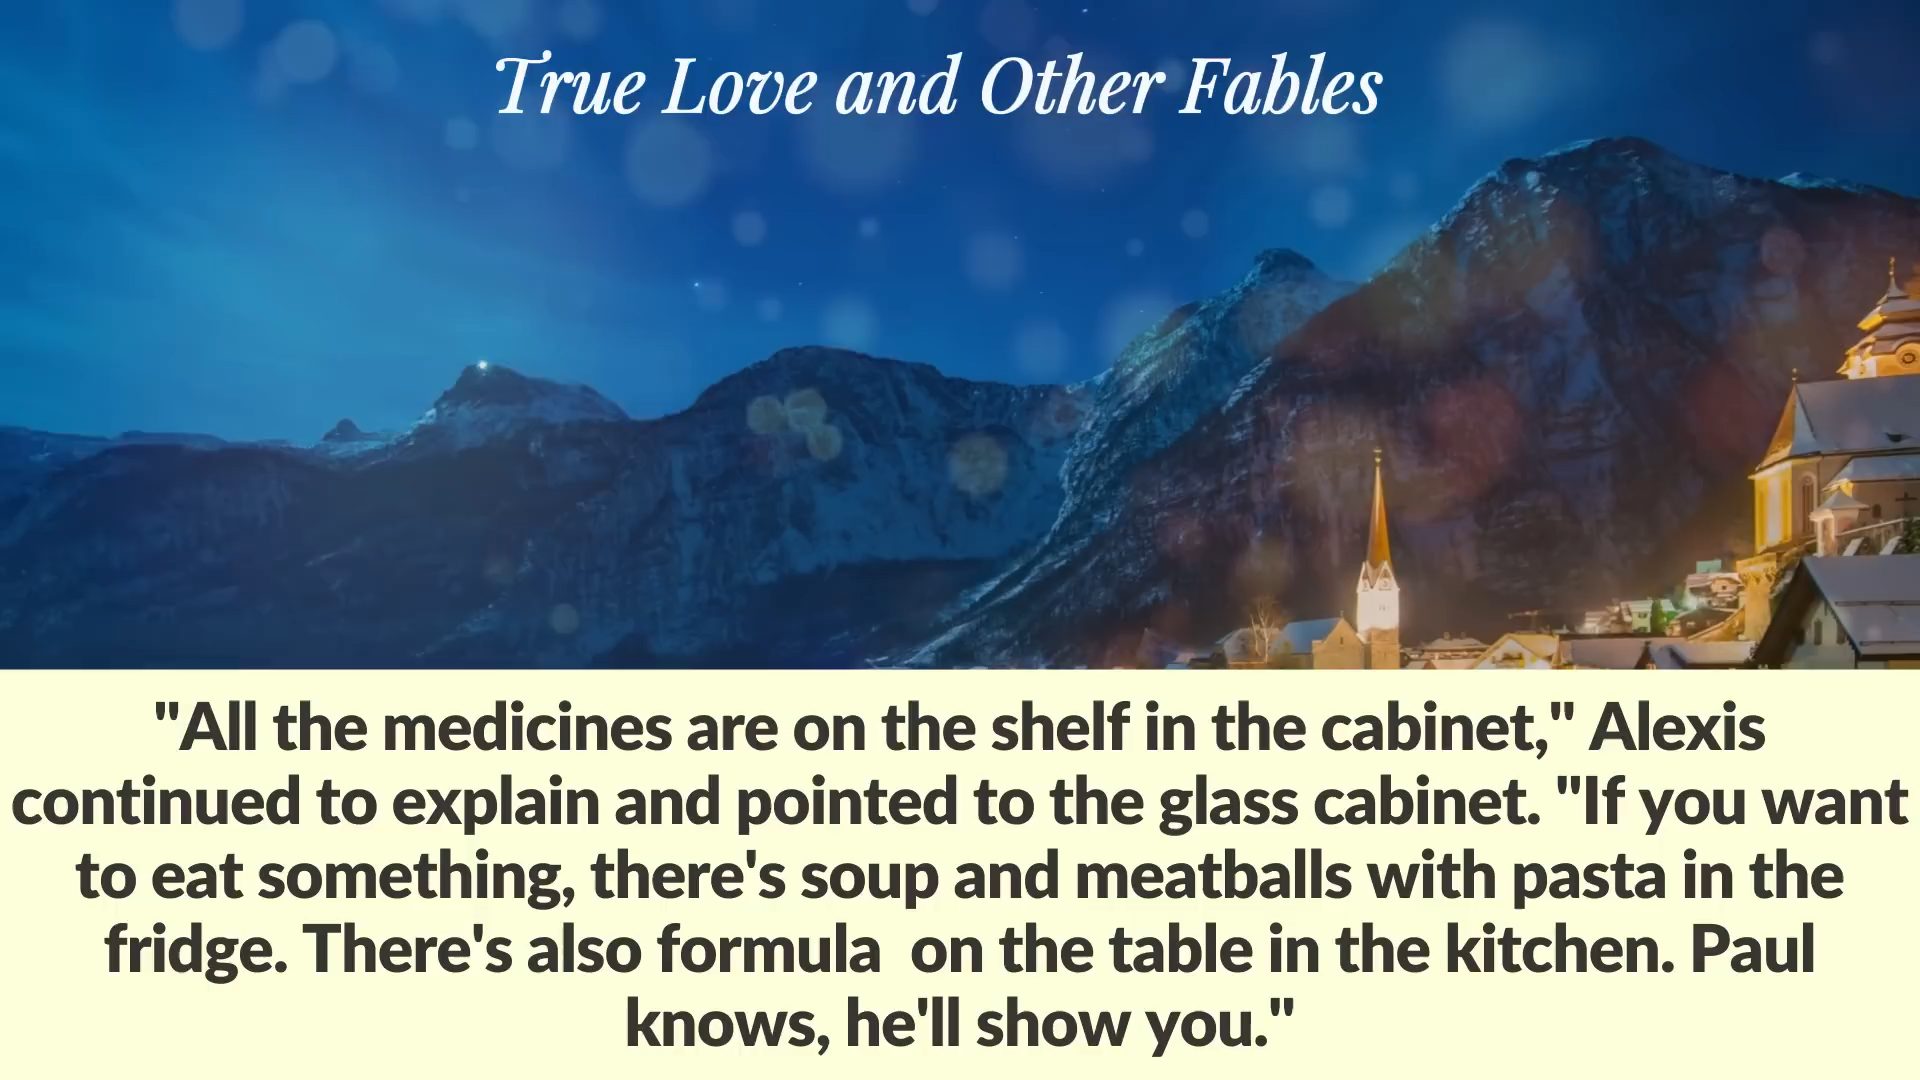 True Love and Other Fables
"All the medicines are on the shelf in the cabinet," Alexis
continued to explain and pointed to the glass cabinet. "If you want
to eat something, there's soup and meatballs with pasta in the
fridge. There's also formula  on the table in the kitchen. Paul
knows, he'll show you."